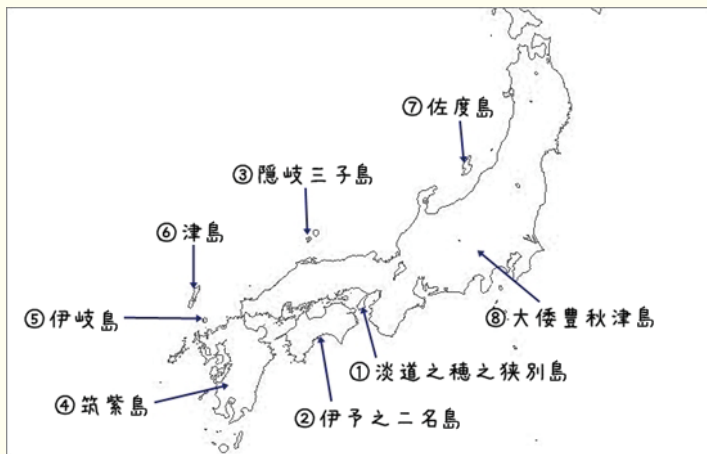 ⑦佐度島
③隠岐三子島
⑥津島
⑤伊岐島
⑧大倭豊秋津島
①淡道之穂之狭別島
④筑紫島
②伊予之二名島